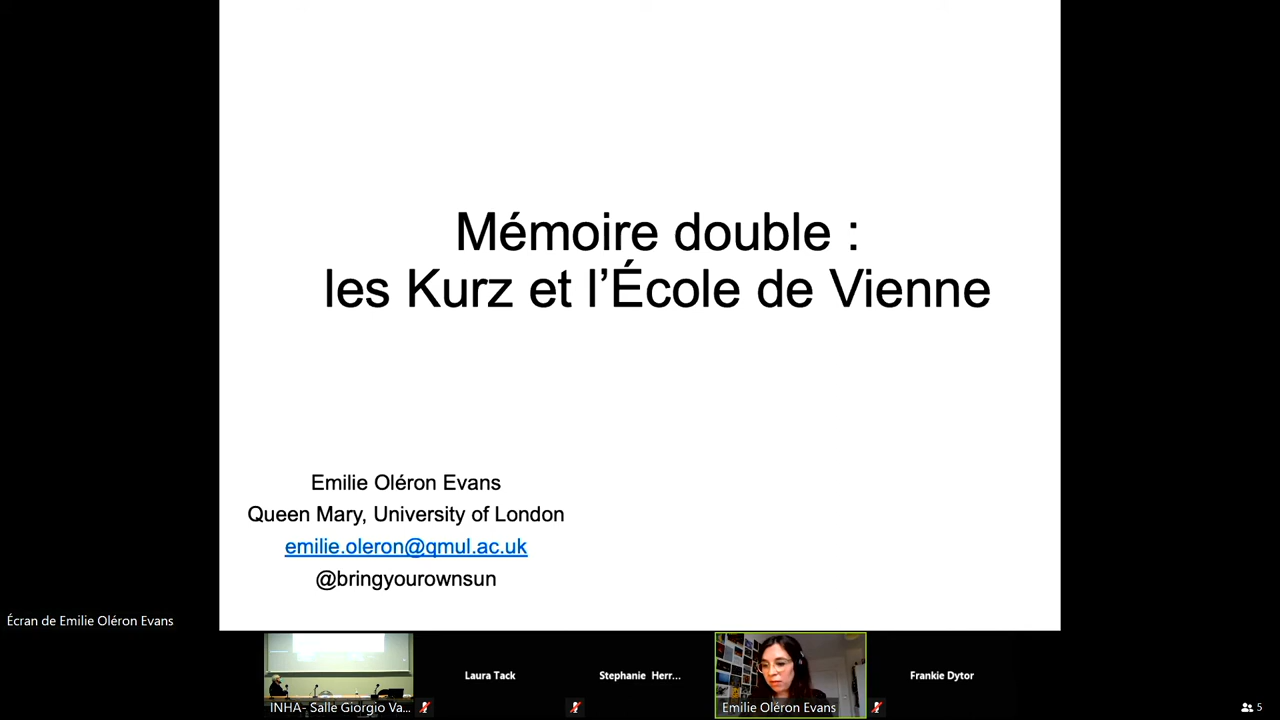 Mémoire double :
les Kurz et l’École de Vienne
Emilie Oléron Evans
Queen Mary, University of London
emilie.oleron@qmul.ac.uk
@bringyourownsun
Écran de Emilie Oléron Evans
INHA- Salle Giorgio Va...
Laura Tack
Stephanie Herr...
Emilie Oléron Evans
Frankie Dytor
5